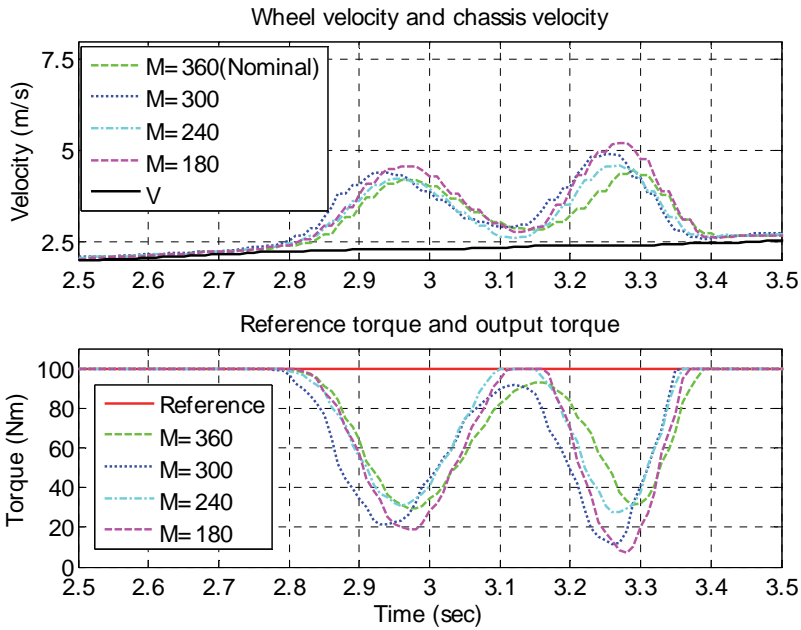 Wheel velocity and chassis velocity
Velocity (m/s)
7.5
5
2.5
M=360(Nominal)
M=300
M=240
M=180
V
2.5 2.6 2.7 2.8 2.9 3 3.1 3.2 3.3 3.4 3.5
Reference torque and output torque
Torque (Nm)
100
80
60
40
20
0
Reference
M=360
M=300
M=240
M=180
2.5 2.6 2.7 2.8 2.9 3 3.1 3.2 3.3 3.4 3.5
Time (sec)